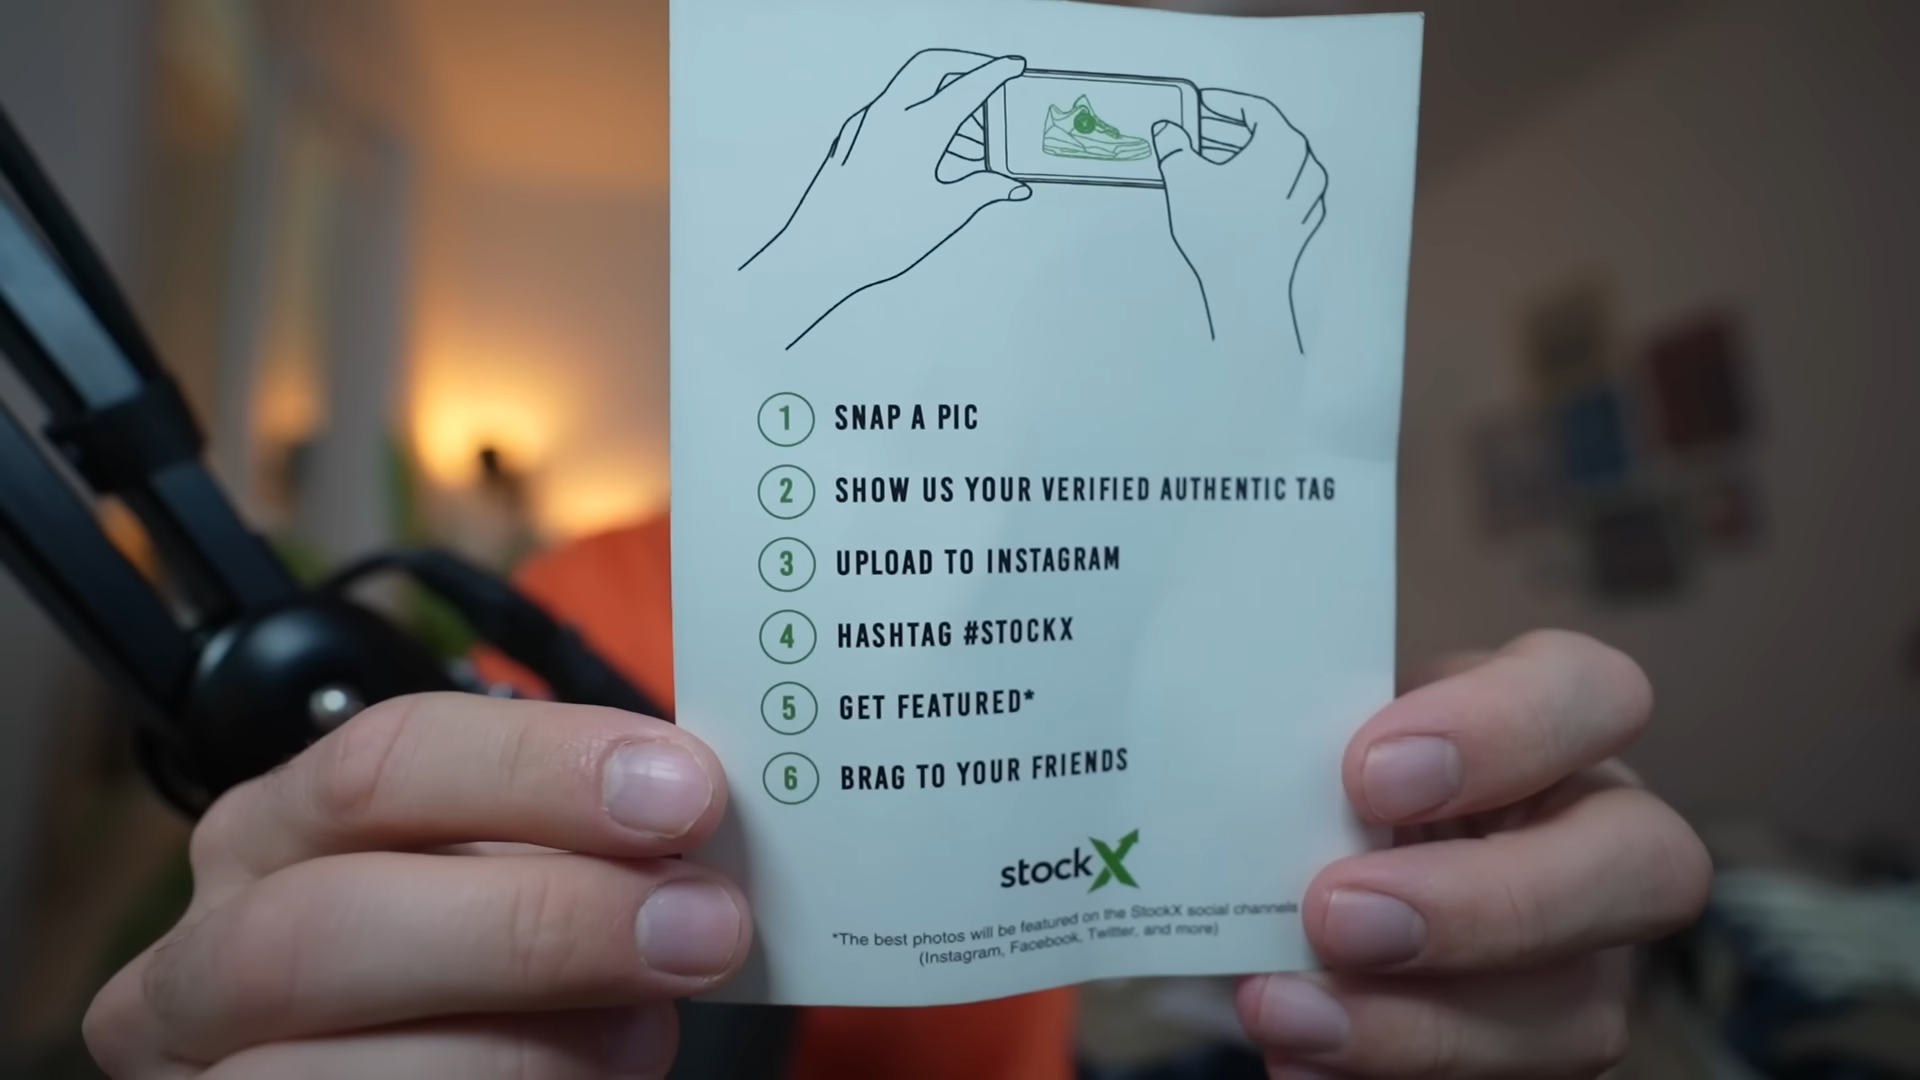 1 SNAP A PIC
2 SHOW US YOUR VERIFIED AUTHENTIC TAG
3 UPLOAD TO INSTAGRAM
4 HASHTAG #STOCKX
5 GET FEATURED*
6 BRAG TO YOUR FRIENDS
stockX
*The best photos will be featured on the StockX social channels
(Instagram, Facebook, Twitter, and more)